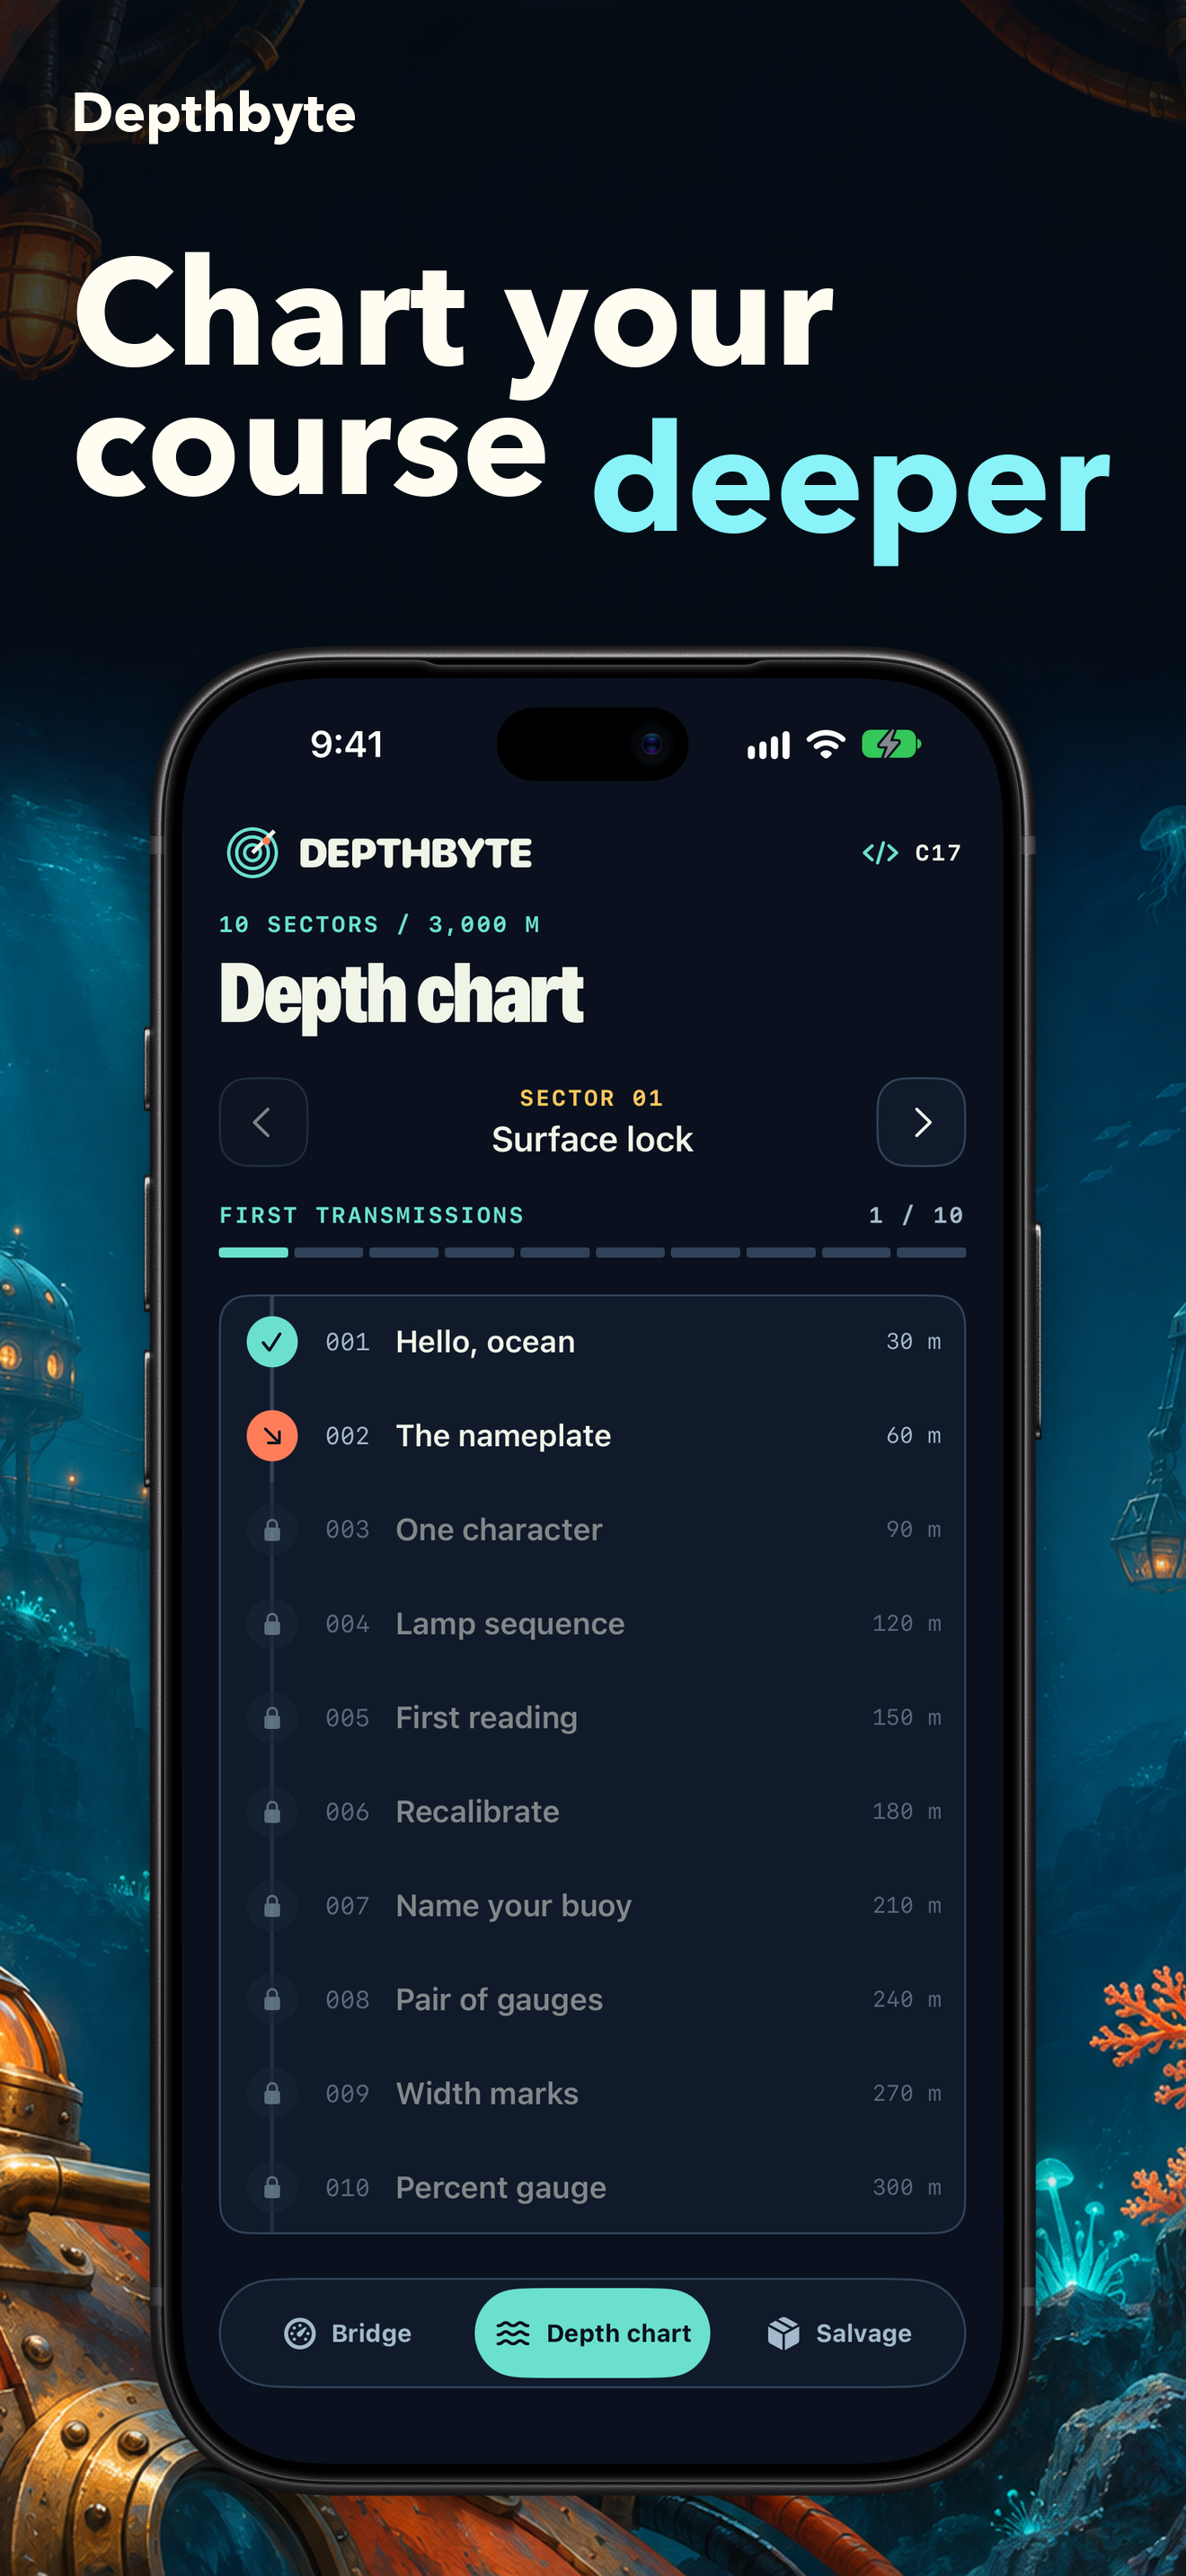 Depthbyte
Chart your
course deeper
9:41
DEPTHBYTE
</> C17
10 SECTORS / 3,000 M
Depth chart
SECTOR 01
Surface lock
FIRST TRANSMISSIONS 1 / 10
001 Hello, ocean 30 m
002 The nameplate 60 m
003 One character 90 m
004 Lamp sequence 120 m
005 First reading 150 m
006 Recalibrate 180 m
007 Name your buoy 210 m
008 Pair of gauges 240 m
009 Width marks 270 m
010 Percent gauge 300 m
Bridge Depth chart Salvage